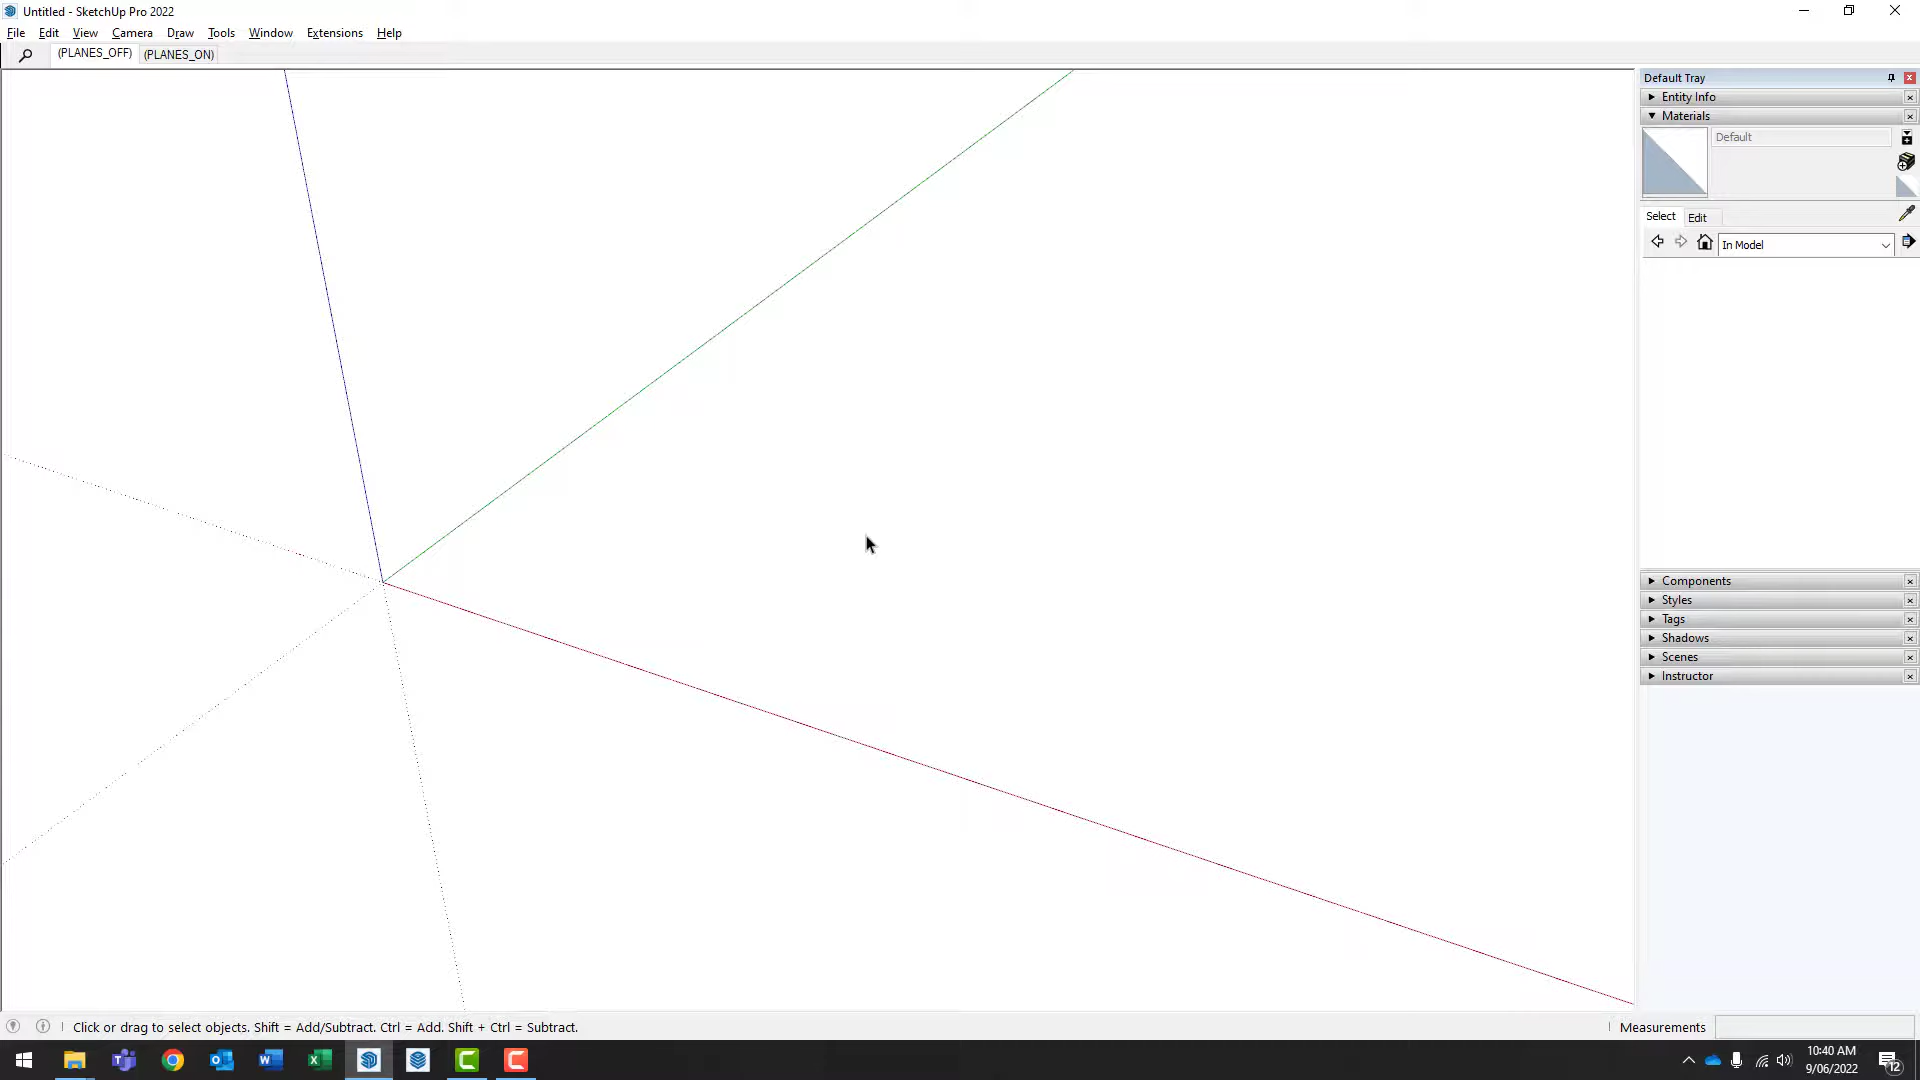 Untitled - SketchUp Pro 2022
File Edit View Camera Draw Tools Window Extensions Help
(PLANES_OFF) (PLANES_ON)
Default Tray
Entity Info
Materials
Default
Select Edit
In Model
Components
Styles
Tags
Shadows
Scenes
Instructor
Click or drag to select objects. Shift = Add/Subtract. Ctrl = Add. Shift + Ctrl = Subtract.
Measurements
10:40 AM
9/06/2022
12